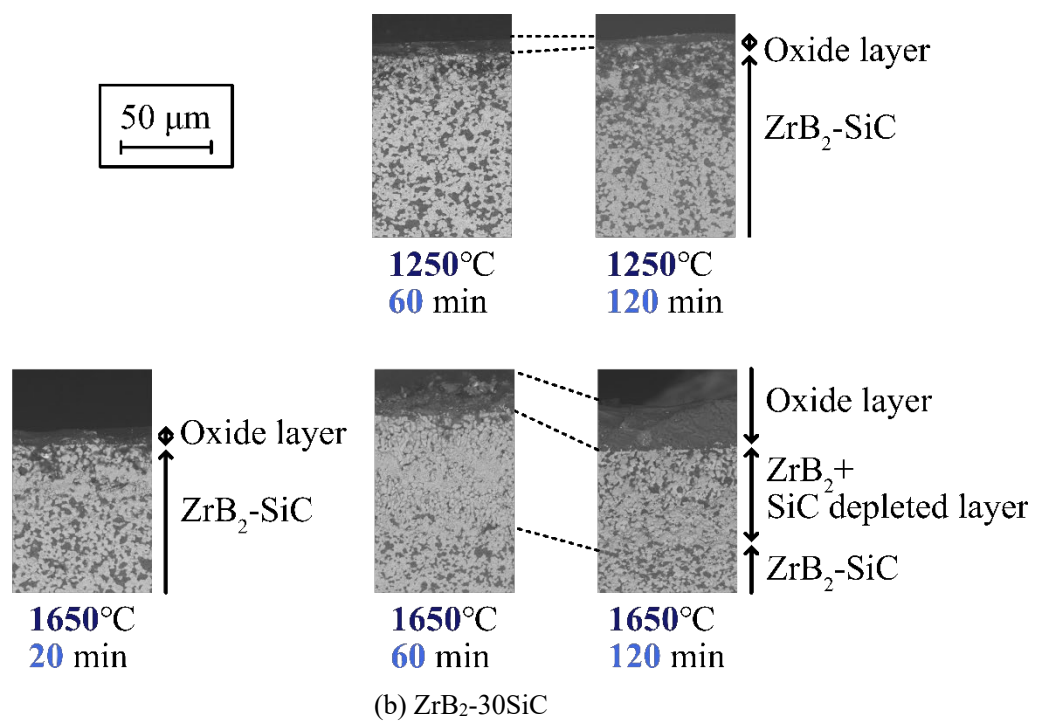 50 μm
Oxide layer
ZrB₂-SiC
1250°C
60 min
1250°C
120 min
Oxide layer
ZrB₂-SiC
Oxide layer
ZrB₂+
SiC depleted layer
ZrB₂-SiC
1650°C
20 min
1650°C
60 min
1650°C
120 min
(b) ZrB₂-30SiC